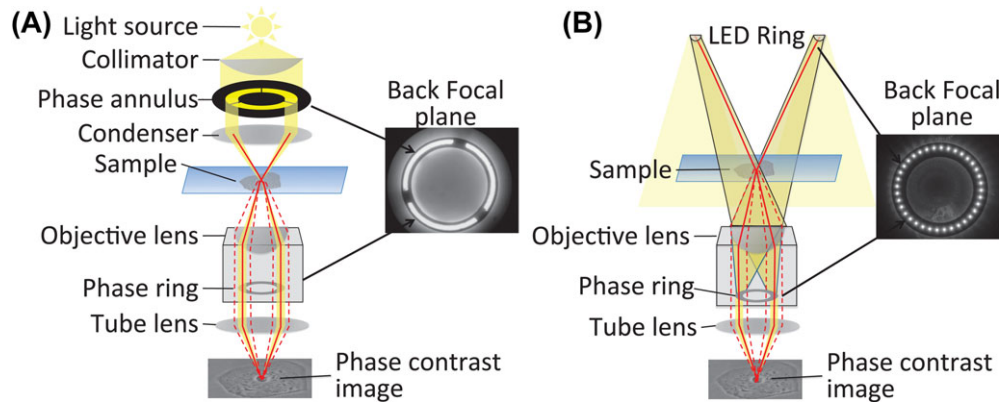 (A)
Light source
Collimator
Phase annulus
Condenser
Sample
Objective lens
Phase ring
Tube lens
Phase contrast
image
Back Focal
plane
(B)
LED Ring
Sample
Objective lens
Phase ring
Tube lens
Phase contrast
image
Back Focal
plane